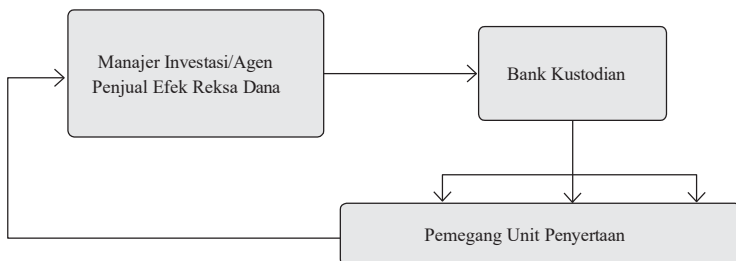 Manajer Investasi/Agen
Penjual Efek Reksa Dana
Bank Kustodian
Pemegang Unit Penyertaan